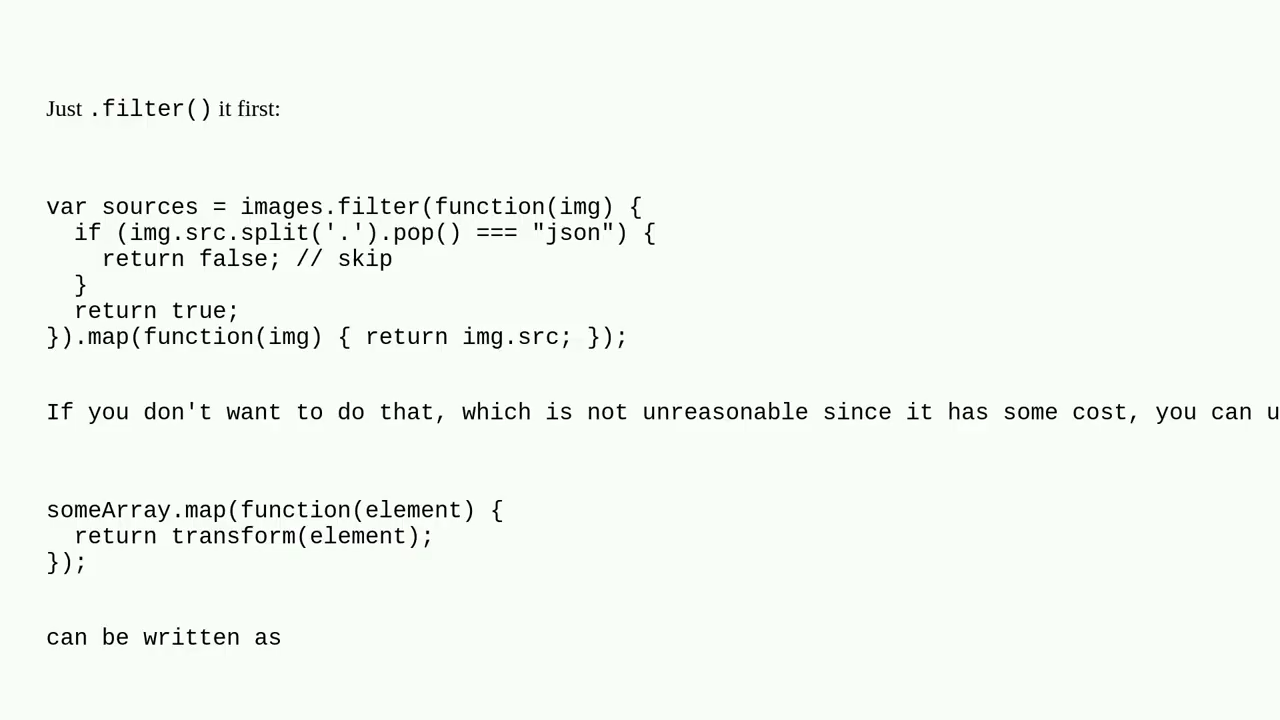 Just .filter() it first:
var sources = images.filter(function(img) {
  if (img.src.split('.').pop() === "json") {
    return false; // skip
  }
  return true;
}).map(function(img) { return img.src; });
If you don't want to do that, which is not unreasonable since it has some cost, you can u
someArray.map(function(element) {
  return transform(element);
});
can be written as